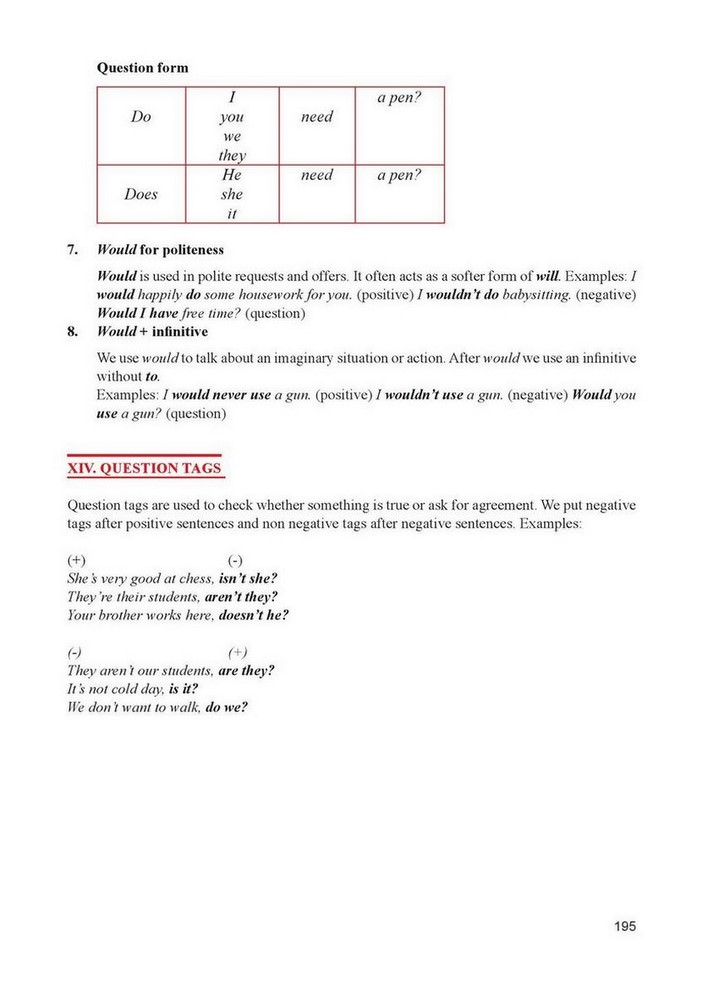 Question form
Do I need a pen?
you
we
they
Does He need a pen?
she
it
7. Would for politeness
Would is used in polite requests and offers. It often acts as a softer form of will. Examples: I
would happily do some housework for you. (positive) I wouldn't do babysitting. (negative)
Would I have free time? (question)
8. Would + infinitive
We use would to talk about an imaginary situation or action. After would we use an infinitive
without to.
Examples: I would never use a gun. (positive) I wouldn't use a gun. (negative) Would you
use a gun? (question)
XIV. QUESTION TAGS
Question tags are used to check whether something is true or ask for agreement. We put negative
tags after positive sentences and non negative tags after negative sentences. Examples:
(+) (-)
She's very good at chess, isn't she?
They're their students, aren't they?
Your brother works here, doesn't he?
(-) (+)
They aren't our students, are they?
It's not cold day, is it?
We don't want to walk, do we?
195